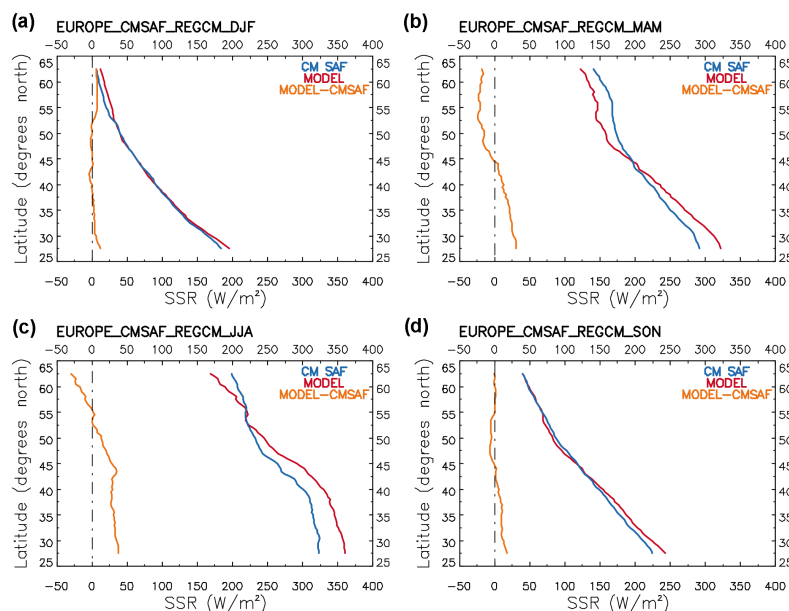 (a) EUROPE_CMSAF_REGCM_DJF
-50 0 50 100 150 200 250 300 350 400
65 60 55 50 45 40 35 30 25
Latitude (degrees north)
CM SAF
MODEL
MODEL-CMSAF
65 60 55 50 45 40 35 30 25
-50 0 50 100 150 200 250 300 350 400
SSR (W/m²)
(b) EUROPE_CMSAF_REGCM_MAM
-50 0 50 100 150 200 250 300 350 400
65 60 55 50 45 40 35 30 25
Latitude (degrees north)
CM SAF
MODEL
MODEL-CMSAF
65 60 55 50 45 40 35 30 25
-50 0 50 100 150 200 250 300 350 400
SSR (W/m²)
(c) EUROPE_CMSAF_REGCM_JJA
-50 0 50 100 150 200 250 300 350 400
65 60 55 50 45 40 35 30 25
Latitude (degrees north)
CM SAF
MODEL
MODEL-CMSAF
65 60 55 50 45 40 35 30 25
-50 0 50 100 150 200 250 300 350 400
SSR (W/m²)
(d) EUROPE_CMSAF_REGCM_SON
-50 0 50 100 150 200 250 300 350 400
65 60 55 50 45 40 35 30 25
Latitude (degrees north)
CM SAF
MODEL
MODEL-CMSAF
65 60 55 50 45 40 35 30 25
-50 0 50 100 150 200 250 300 350 400
SSR (W/m²)